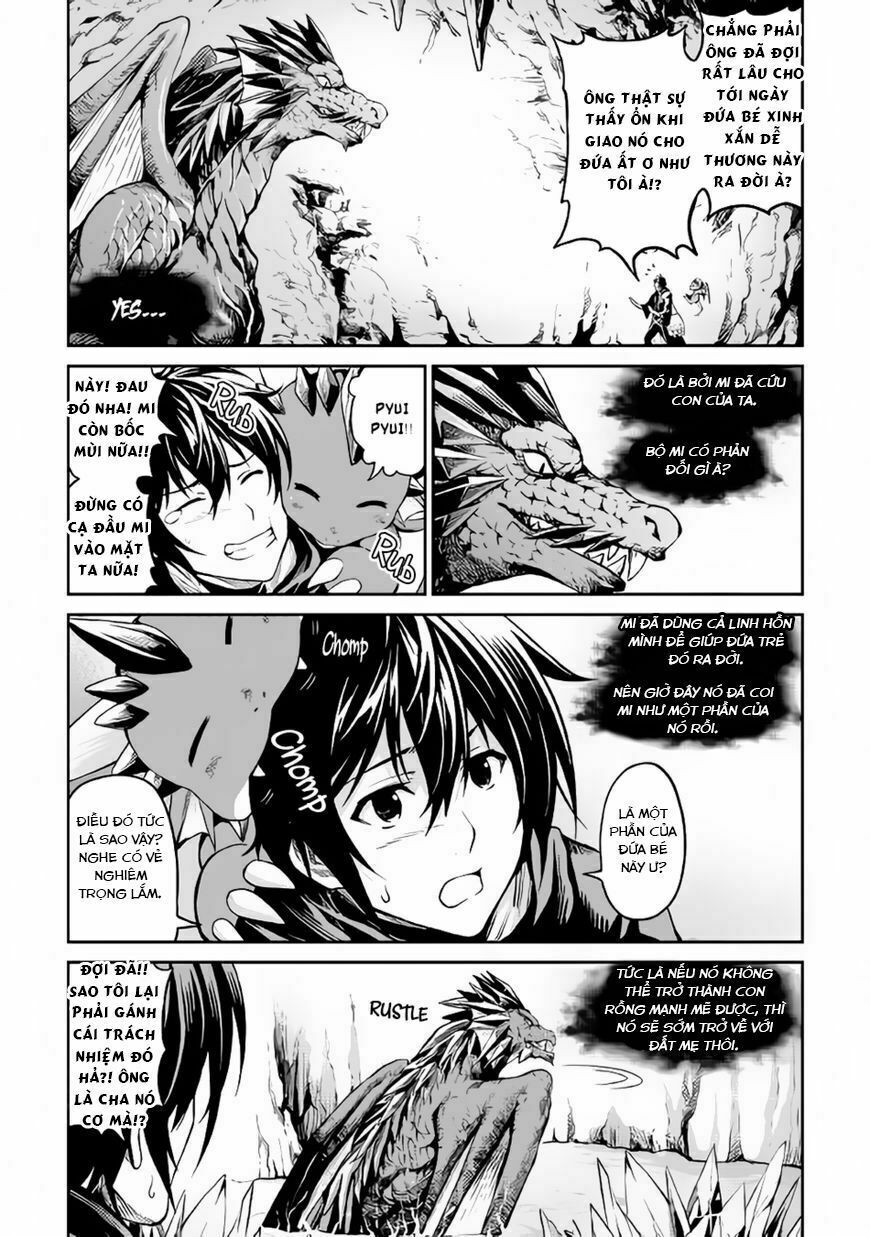 CHẲNG PHẢI
ÔNG ĐÃ ĐỢI
RẤT LÂU CHO
TỚI NGÀY
ĐỨA BÉ XINH
XẮN DỄ
THƯƠNG NÀY
RA ĐỜI À?
ÔNG THẬT SỰ
THẤY ỔN KHI
GIAO NÓ CHO
ĐỨA ẤT Ơ NHƯ
TÔI À!?
YES...
ĐÓ LÀ BỞI MI ĐÃ CỨU
CON CỦA TA.
BỘ MI CÓ PHẢN
ĐỐI GÌ À?
PYUI
PYUI!!
RUB
RUB
NÀY! ĐAU
ĐÓ NHA! MI
CÒN BỐC
MÙI NỮA!!
ĐỪNG CÓ
CẠ ĐẦU MI
VÀO MẶT
TA NỮA!
MI ĐÃ DÙNG CẢ LINH HỒN
MÌNH ĐỂ GIÚP ĐỨA TRẺ
ĐÓ RA ĐỜI.
NÊN GIỜ ĐÂY NÓ ĐÃ COI
MI NHƯ MỘT PHẦN CỦA
NÓ RỒI.
CHOMP
CHOMP
LÀ MỘT
PHẦN CỦA
ĐỨA BÉ
NÀY Ư?
ĐIỀU ĐÓ TỨC
LÀ SAO VẬY?
NGHE CÓ VẺ
NGHIÊM
TRỌNG LẮM.
TỨC LÀ NẾU NÓ KHÔNG
THỂ TRỞ THÀNH CON
RỒNG MẠNH MẼ ĐƯỢC, THÌ
NÓ SẼ SỚM TRỞ VỀ VỚI
ĐẤT MẸ THÔI.
RUSTLE
ĐỢI ĐÃ!!
SAO TÔI LẠI
PHẢI GÁNH
CÁI TRÁCH
NHIỆM ĐÓ
HẢ?! ÔNG
LÀ CHA NÓ
CƠ MÀ!?